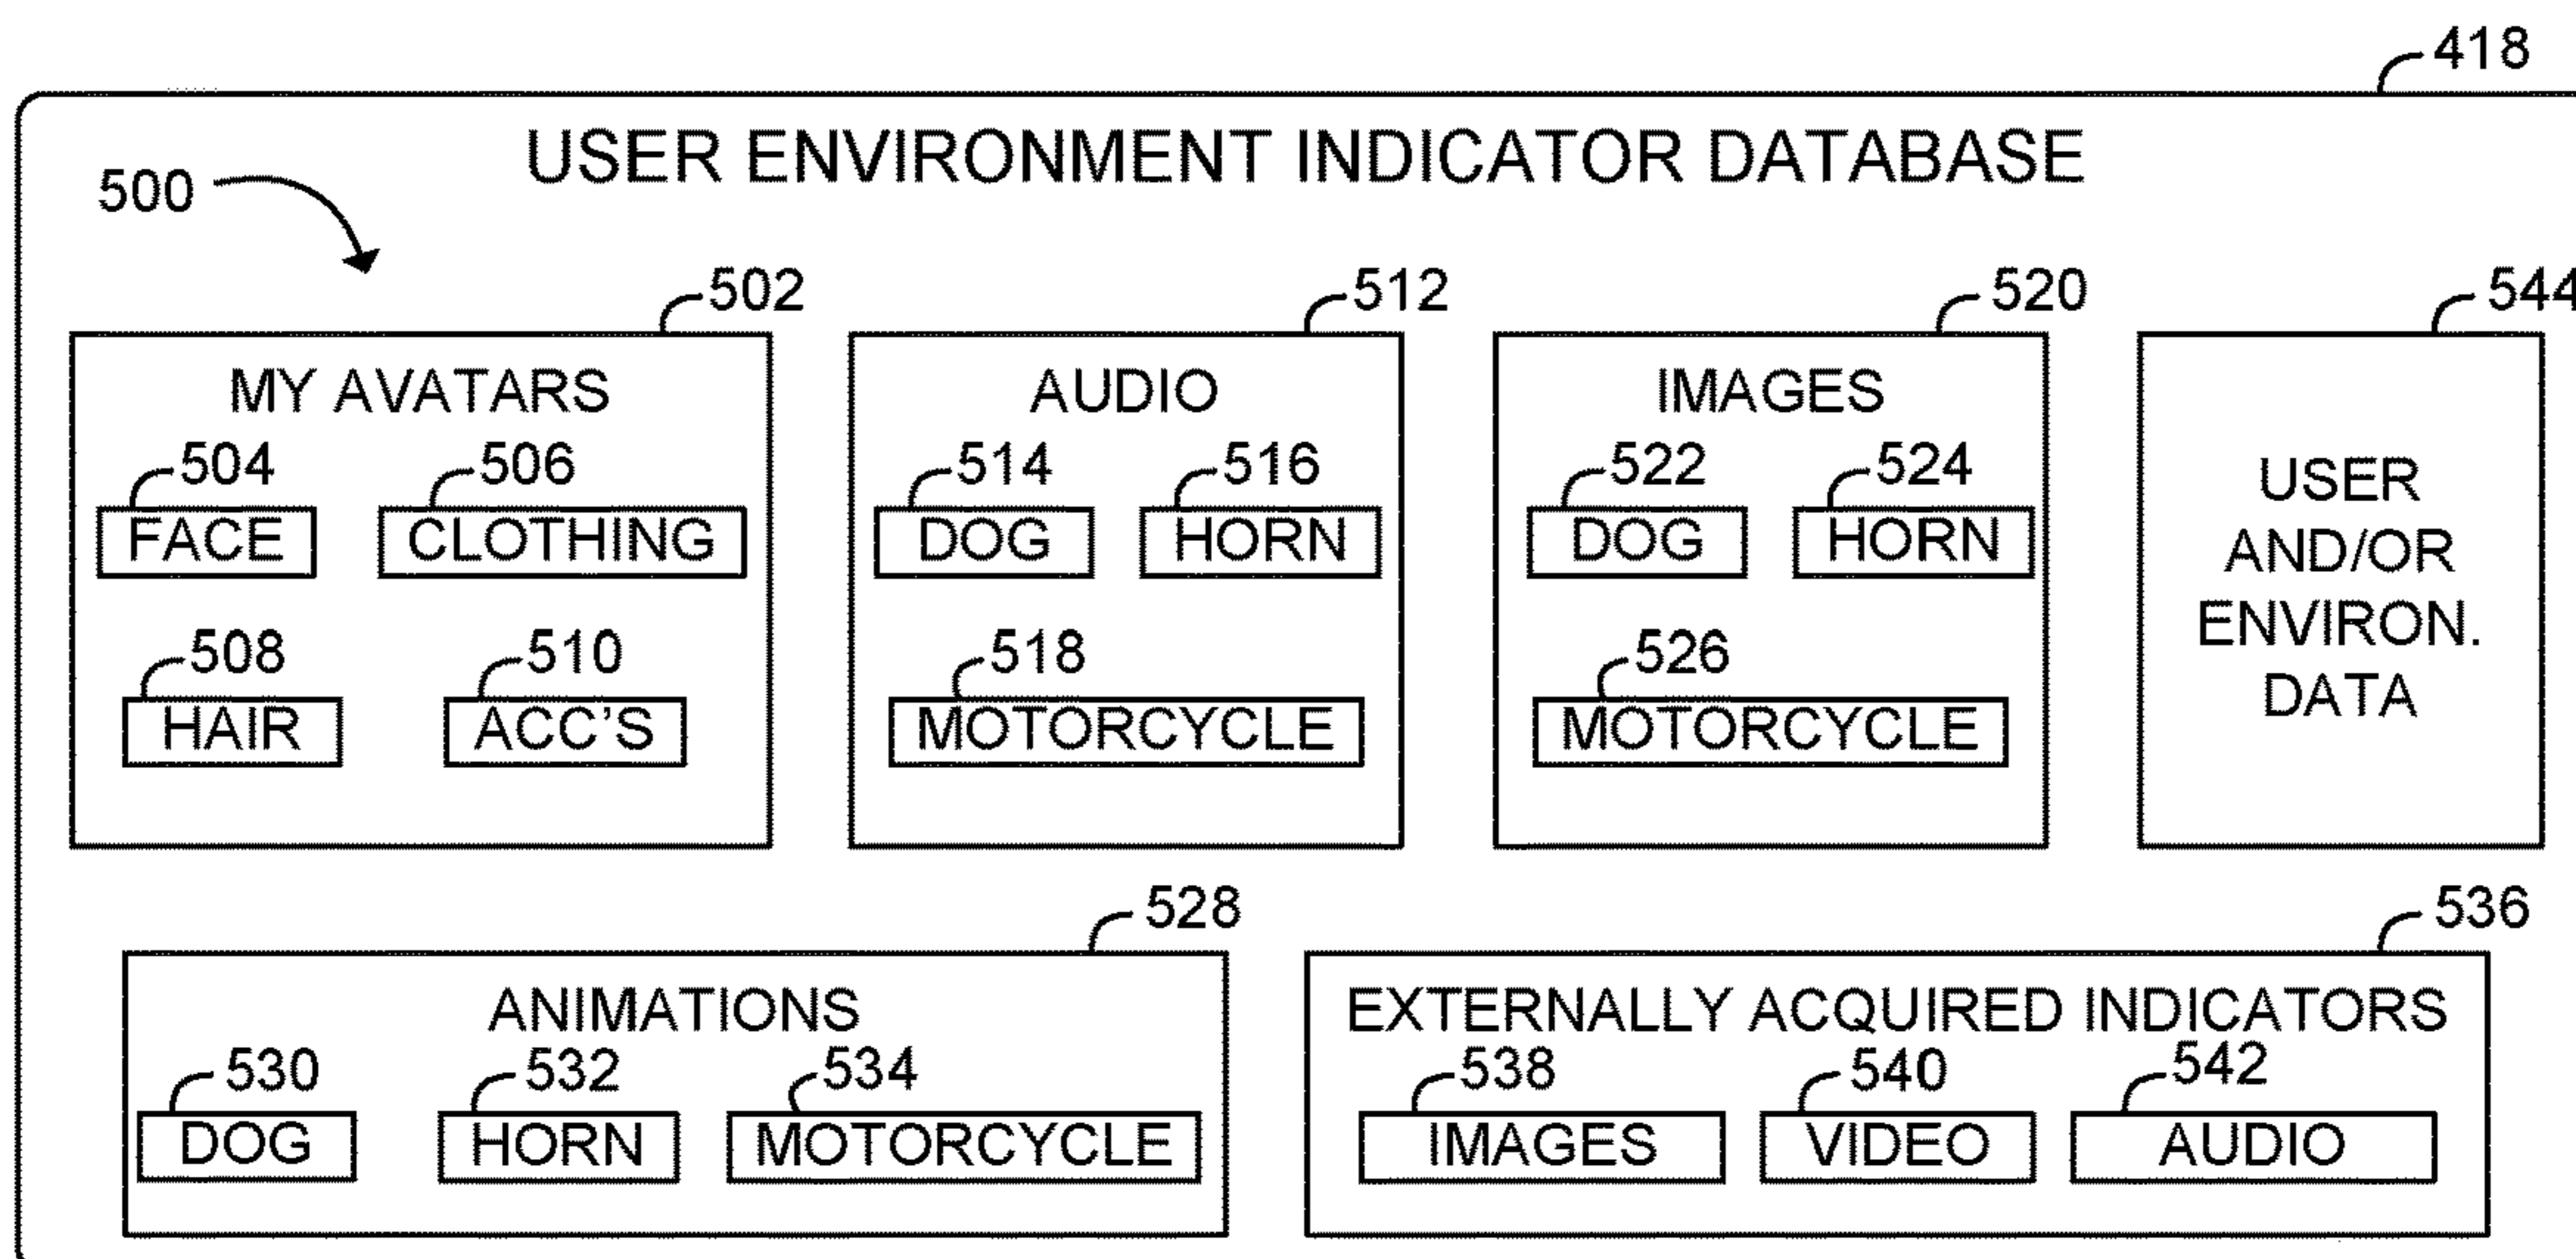 418
USER ENVIRONMENT INDICATOR DATABASE
500
502
MY AVATARS
504 506
FACE CLOTHING
508 510
HAIR ACC'S
512
AUDIO
514 516
DOG HORN
518
MOTORCYCLE
520
IMAGES
522 524
DOG HORN
526
MOTORCYCLE
544
USER
AND/OR
ENVIRON.
DATA
528
ANIMATIONS
530 532 534
DOG HORN MOTORCYCLE
536
EXTERNALLY ACQUIRED INDICATORS
538 540 542
IMAGES VIDEO AUDIO